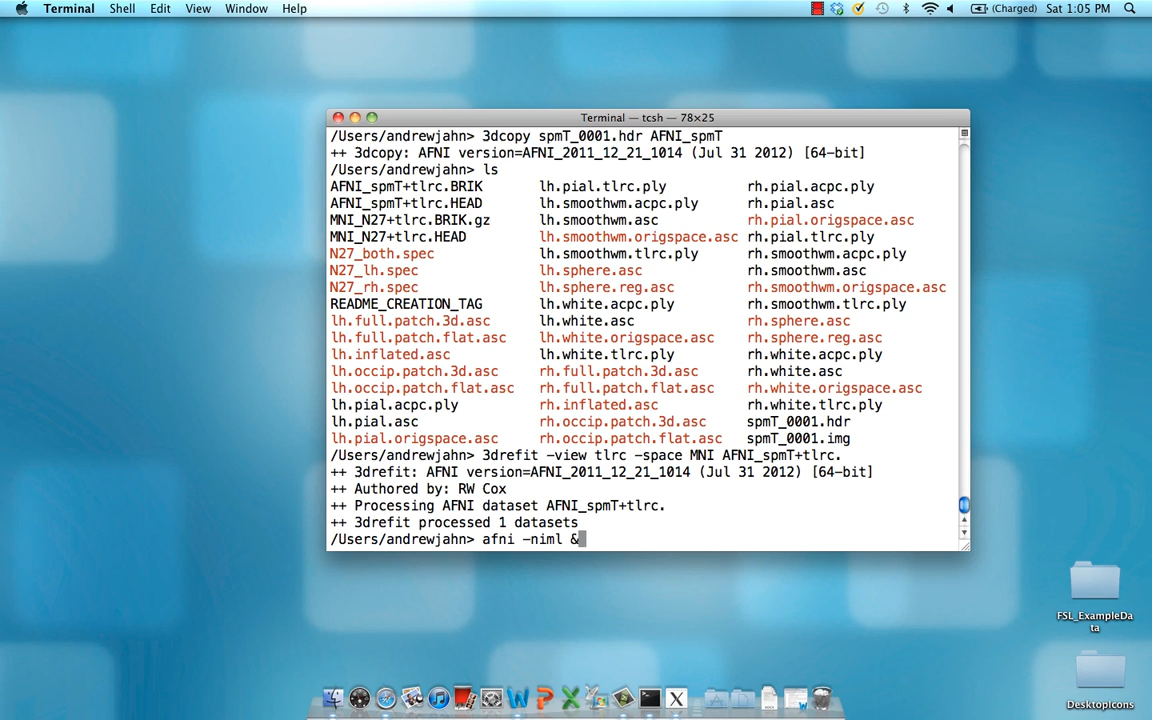 Terminal Shell Edit View Window Help (Charged) Sat 1:05 PM
Terminal — tcsh — 78×25
/Users/andrewjahn> 3dcopy spmT_0001.hdr AFNI_spmT
++ 3dcopy: AFNI version=AFNI_2011_12_21_1014 (Jul 31 2012) [64-bit]
/Users/andrewjahn> ls
AFNI_spmT+tlrc.BRIK lh.pial.tlrc.ply rh.pial.acpc.ply
AFNI_spmT+tlrc.HEAD lh.smoothwm.acpc.ply rh.pial.asc
MNI_N27+tlrc.BRIK.gz lh.smoothwm.asc rh.pial.origspace.asc
MNI_N27+tlrc.HEAD lh.smoothwm.origspace.asc rh.pial.tlrc.ply
N27_both.spec lh.smoothwm.tlrc.ply rh.smoothwm.acpc.ply
N27_lh.spec lh.sphere.asc rh.smoothwm.asc
N27_rh.spec lh.sphere.reg.asc rh.smoothwm.origspace.asc
README_CREATION_TAG lh.white.acpc.ply rh.smoothwm.tlrc.ply
lh.full.patch.3d.asc lh.white.asc rh.sphere.asc
lh.full.patch.flat.asc lh.white.origspace.asc rh.sphere.reg.asc
lh.inflated.asc lh.white.tlrc.ply rh.white.acpc.ply
lh.occip.patch.3d.asc rh.full.patch.3d.asc rh.white.asc
lh.occip.patch.flat.asc rh.full.patch.flat.asc rh.white.origspace.asc
lh.pial.acpc.ply rh.inflated.asc rh.white.tlrc.ply
lh.pial.asc rh.occip.patch.3d.asc spmT_0001.hdr
lh.pial.origspace.asc rh.occip.patch.flat.asc spmT_0001.img
/Users/andrewjahn> 3drefit -view tlrc -space MNI AFNI_spmT+tlrc.
++ 3drefit: AFNI version=AFNI_2011_12_21_1014 (Jul 31 2012) [64-bit]
++ Authored by: RW Cox
++ Processing AFNI dataset AFNI_spmT+tlrc.
++ 3drefit processed 1 datasets
/Users/andrewjahn> afni -niml &
FSL_ExampleDa
ta
DesktopIcons